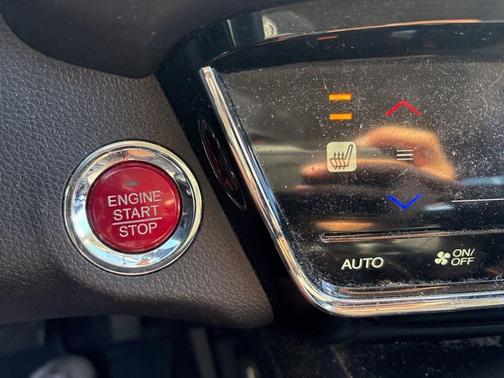 ENGINE
START
STOP
AUTO
ON/
OFF